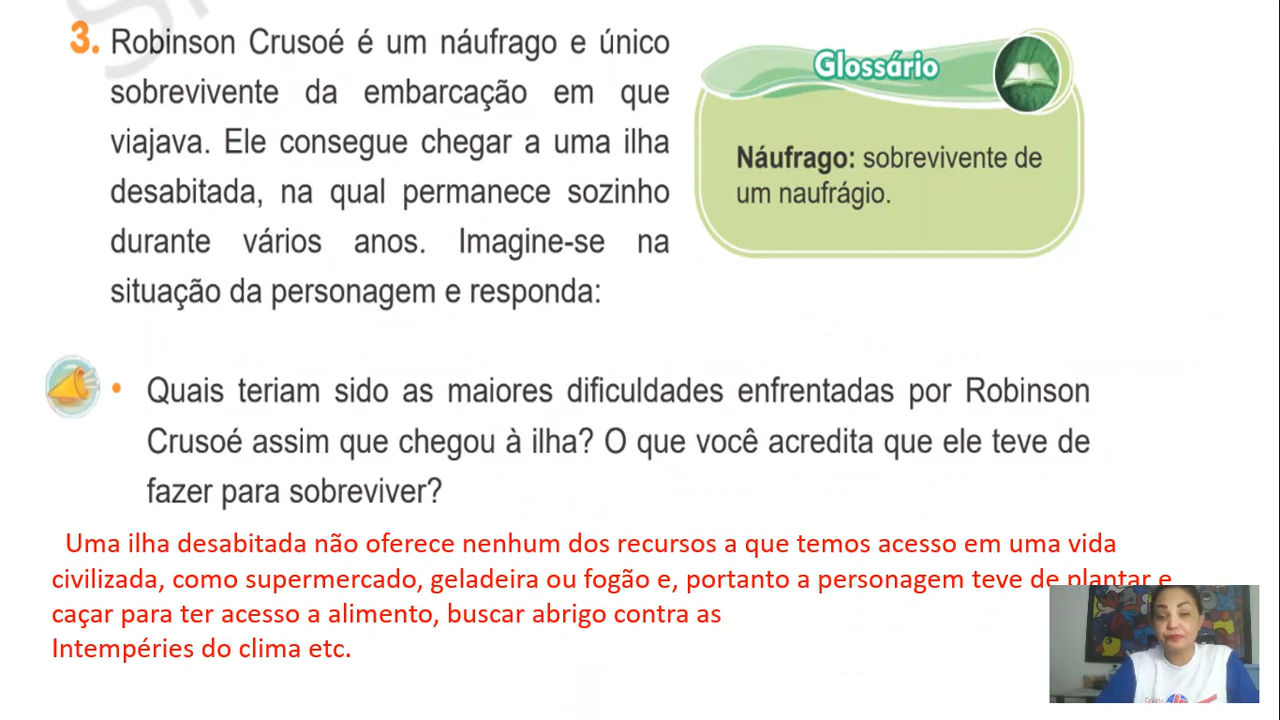 3. Robinson Crusoé é um náufrago e único
sobrevivente da embarcação em que
viajava. Ele consegue chegar a uma ilha
desabitada, na qual permanece sozinho
durante vários anos. Imagine-se na
situação da personagem e responda:
Glossário
Náufrago: sobrevivente de
um naufrágio.
• Quais teriam sido as maiores dificuldades enfrentadas por Robinson
Crusoé assim que chegou à ilha? O que você acredita que ele teve de
fazer para sobreviver?
Uma ilha desabitada não oferece nenhum dos recursos a que temos acesso em uma vida
civilizada, como supermercado, geladeira ou fogão e, portanto a personagem teve de plantar e
caçar para ter acesso a alimento, buscar abrigo contra as
Intempéries do clima etc.